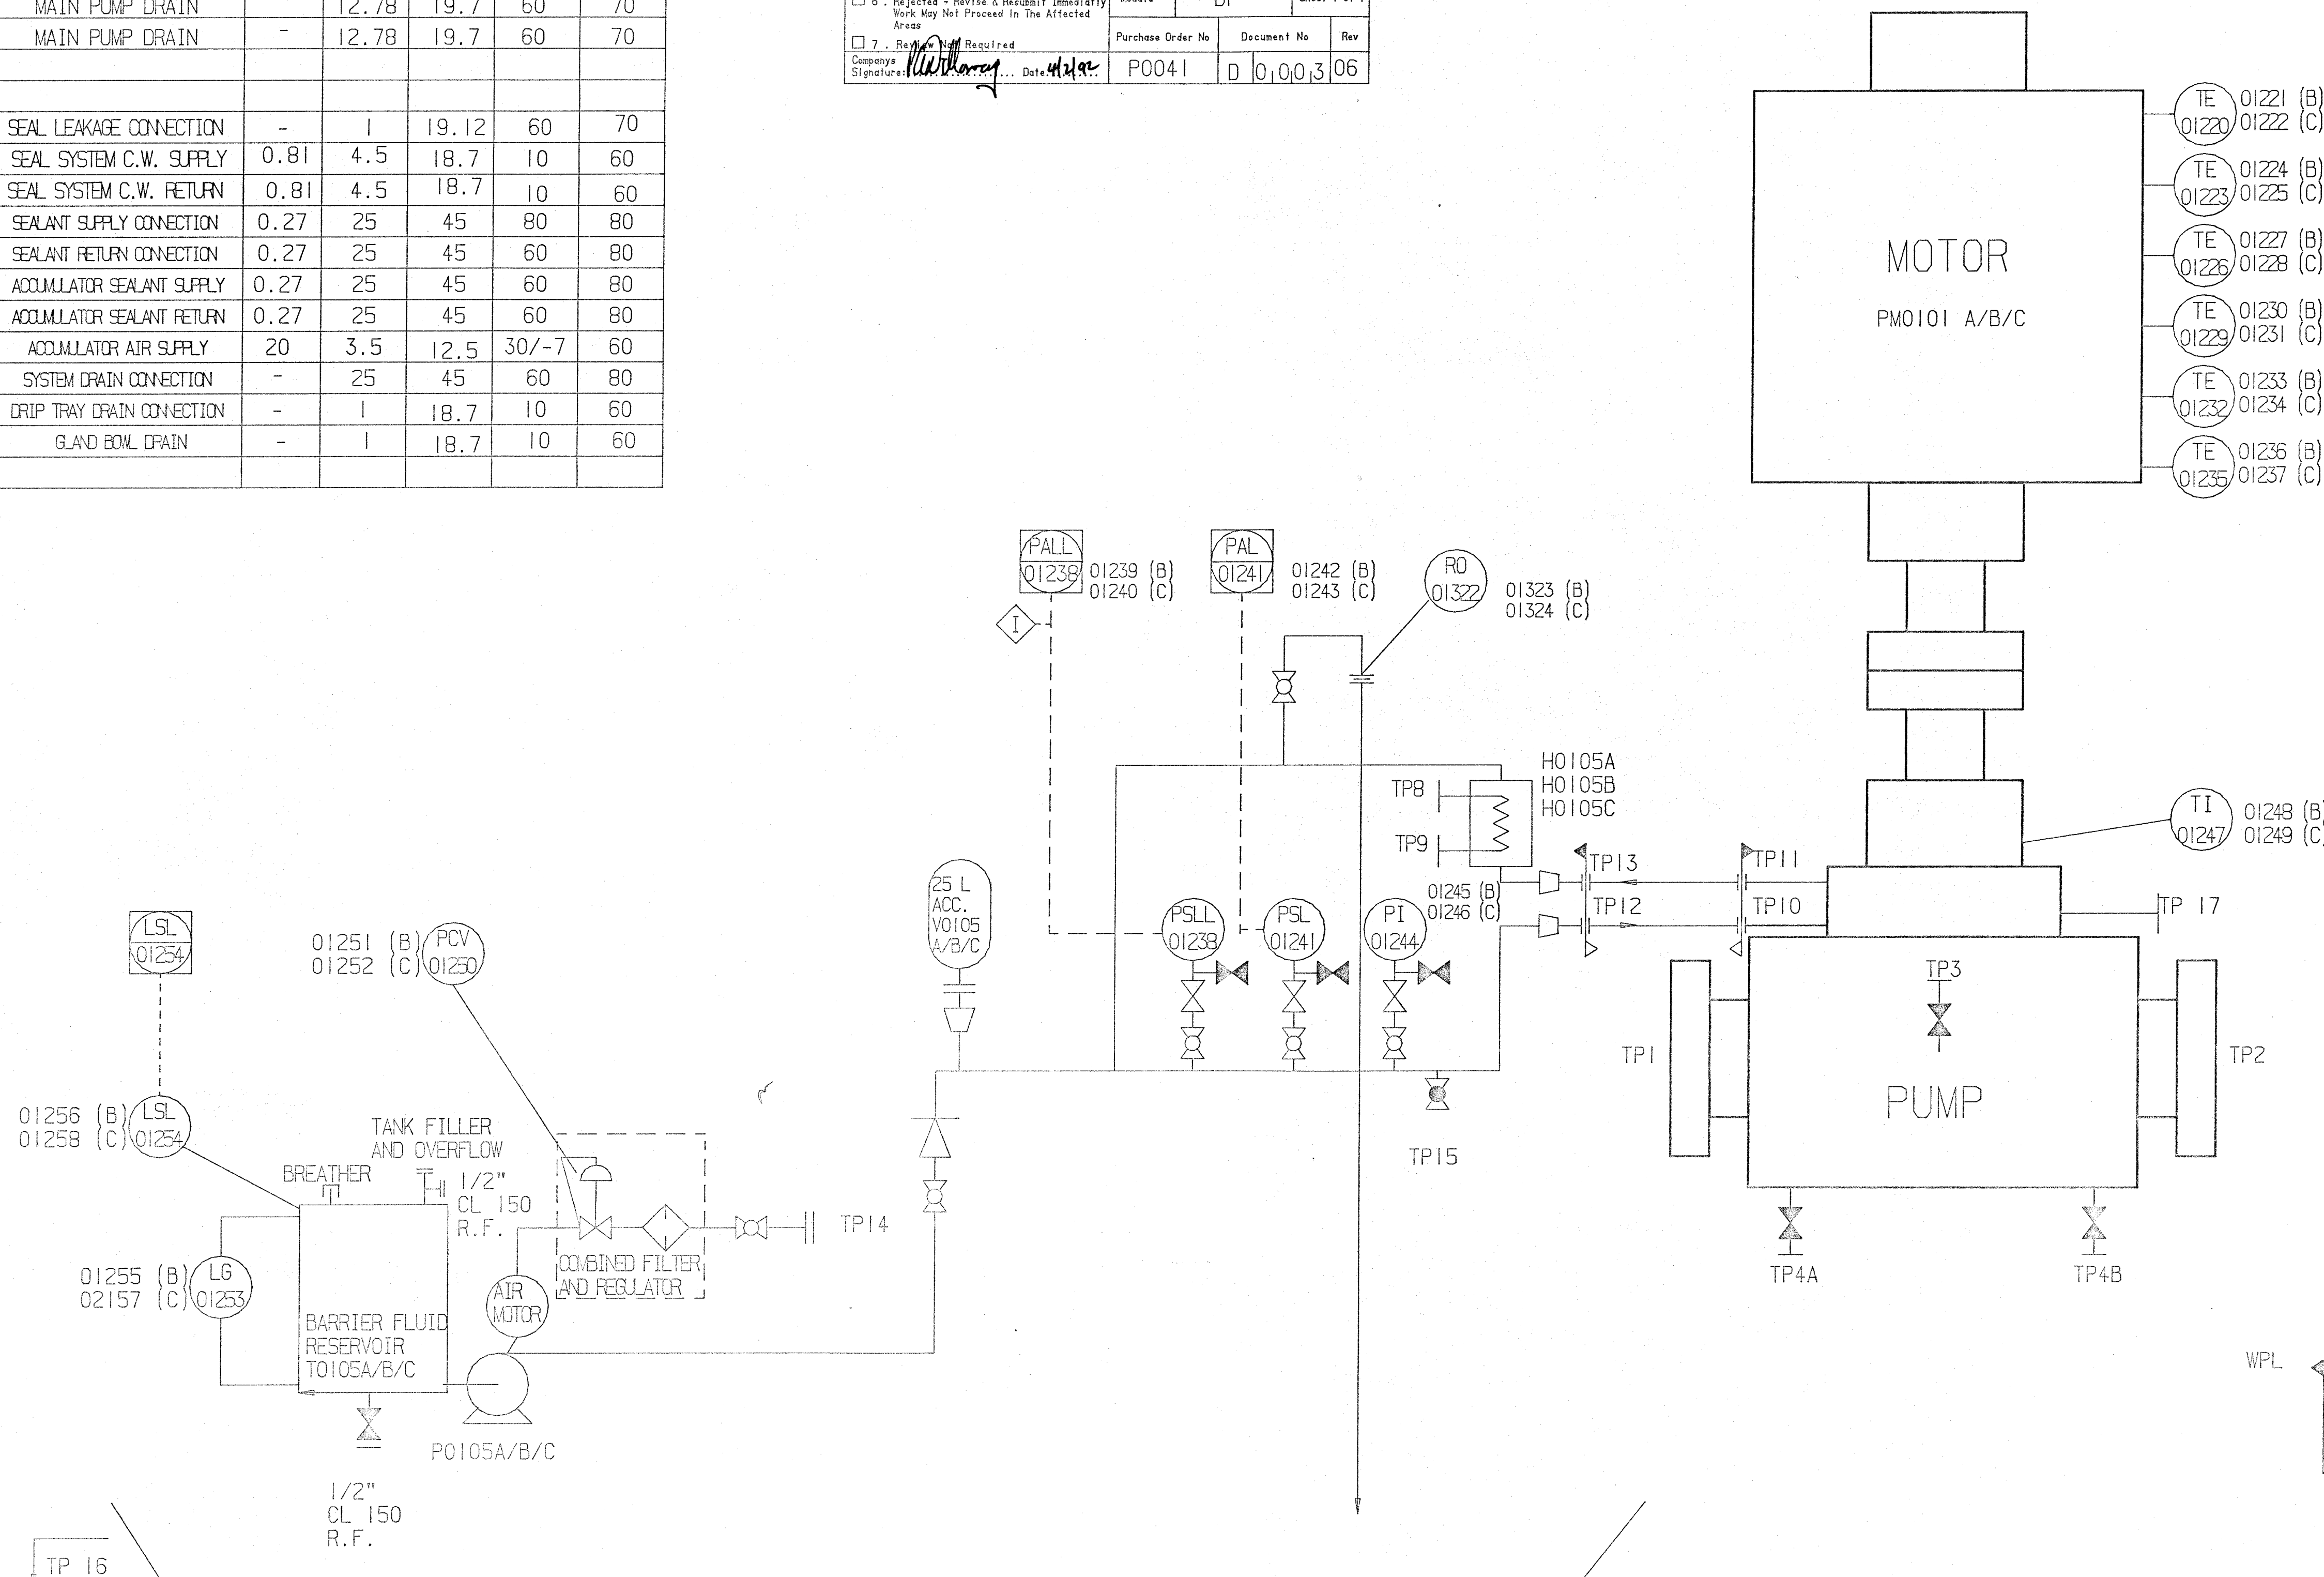 MAIN PUMP DRAIN 12.78 19.7 60 70
MAIN PUMP DRAIN - 12.78 19.7 60 70
SEAL LEAKAGE CONNECTION - 1 19.12 60 70
SEAL SYSTEM C.W. SUPPLY 0.81 4.5 18.7 10 60
SEAL SYSTEM C.W. RETURN 0.81 4.5 18.7 10 60
SEALANT SUPPLY CONNECTION 0.27 25 45 80 80
SEALANT RETURN CONNECTION 0.27 25 45 60 80
ACCUMULATOR SEALANT SUPPLY 0.27 25 45 60 80
ACCUMULATOR SEALANT RETURN 0.27 25 45 60 80
ACCUMULATOR AIR SUPPLY 20 3.5 12.5 30/-7 60
SYSTEM DRAIN CONNECTION - 25 45 60 80
DRIP TRAY DRAIN CONNECTION - 1 18.7 10 60
GLAND BOWL DRAIN - 1 18.7 10 60
6 . Rejected - Revise & Resubmit Immediatly
Work May Not Proceed In The Affected
Areas
7 . Review Not Required
Companys
Signature: Date. 4/2/92
Purchase Order No Document No Rev
P0041 D 0003 06
MOTOR
PM0101 A/B/C
TE
01220
01221 (B)
01222 (C)
TE
01223
01224 (B)
01225 (C)
TE
01226
01227 (B)
01228 (C)
TE
01229
01230 (B)
01231 (C)
TE
01232
01233 (B)
01234 (C)
TE
01235
01236 (B)
01237 (C)
PALL
01238
01239 (B)
01240 (C)
I
PAL
01241
01242 (B)
01243 (C)
RO
01322
01323 (B)
01324 (C)
H0105A
H0105B
H0105C
TP8
TP9
TI
01247
01248 (B)
01249 (C)
TP13
TP11
TP12
TP10
TP 17
01245 (B)
01246 (C)
25 L
ACC.
V0105
A/B/C
PSLL
01238
PSL
01241
PI
01244
LSL
01254
01251 (B)
01252 (C)
PCV
01250
TP3
TP1
TP2
PUMP
TP15
TP4A
TP4B
01256 (B)
01258 (C)
LSL
01254
TANK FILLER
AND OVERFLOW
BREATHER
1/2"
CL 150
R.F.
TP14
COMBINED FILTER
AND REGULATOR
01255 (B)
02157 (C)
LG
01253
AIR
MOTOR
BARRIER FLUID
RESERVOIR
T0105A/B/C
P0105A/B/C
1/2"
CL 150
R.F.
WPL
TP 16